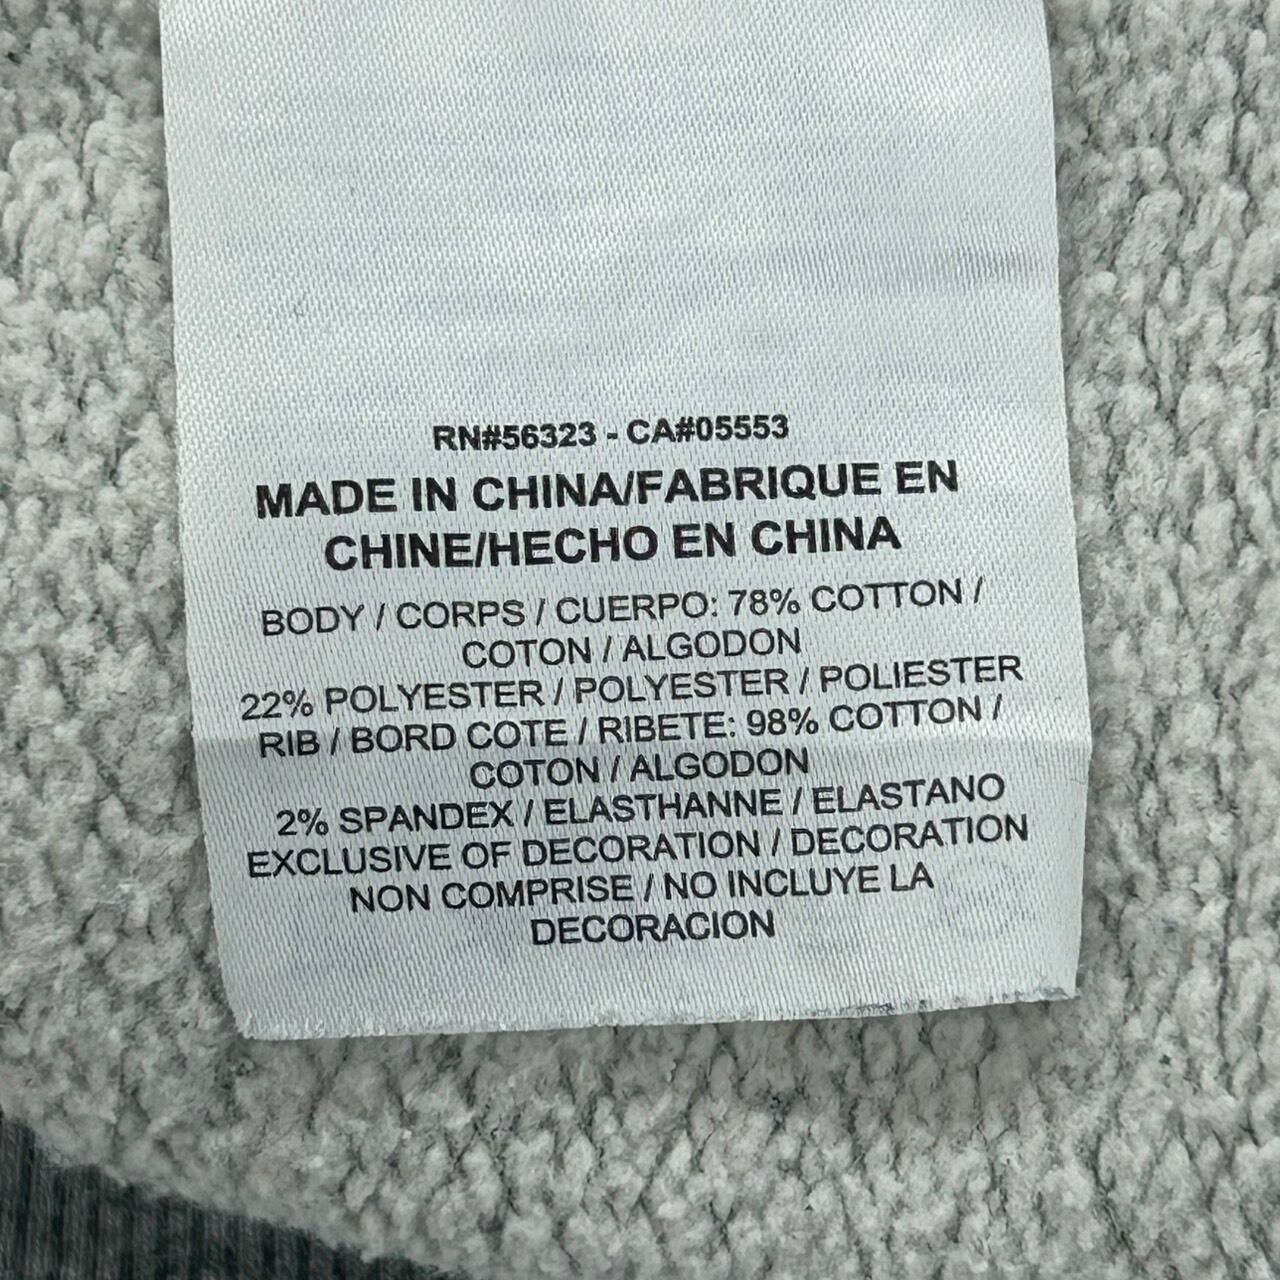 RN#56323 - CA#05553
MADE IN CHINA/FABRIQUE EN
CHINE/HECHO EN CHINA
BODY / CORPS / CUERPO: 78% COTTON /
COTON / ALGODON
22% POLYESTER / POLYESTER / POLIESTER
RIB / BORD COTE / RIBETE: 98% COTTON /
COTON / ALGODON
2% SPANDEX / ELASTHANNE / ELASTANO
EXCLUSIVE OF DECORATION / DECORATION
NON COMPRISE / NO INCLUYE LA
DECORACION